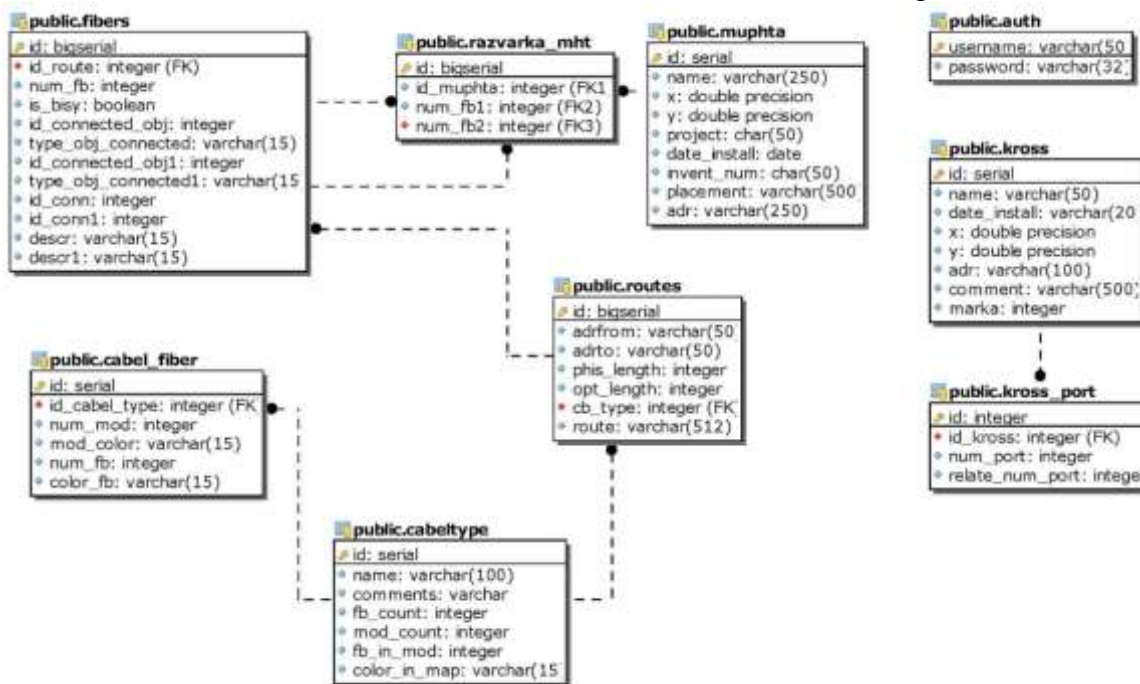 public.fibers
id: bigserial
id_route: integer (FK)
num_fb: integer
is_bisy: boolean
id_connected_obj: integer
type_obj_connected: varchar(15)
id_connected_obj1: integer
type_obj_connected1: varchar(15
id_conn: integer
id_conn1: integer
descr: varchar(15)
descr1: varchar(15)
public.razvarka_mht
id: bigserial
id_muphta: integer (FK1
num_fb1: integer (FK2)
num_fb2: integer (FK3)
public.muphta
id: serial
name: varchar(250)
x: double precision
y: double precision
project: char(50)
date_install: date
invent_num: char(50)
placement: varchar(500
adr: varchar(250)
public.auth
username: varchar(50
password: varchar(32)
public.kross
id: serial
name: varchar(50)
date_install: varchar(20
x: double precision
y: double precision
adr: varchar(100)
comment: varchar(500)
marka: integer
public.routes
id: bigserial
adrfrom: varchar(50
adrto: varchar(50)
phis_length: integer
opt_length: integer
cb_type: integer (FK)
route: varchar(512)
public.cabel_fiber
id: serial
id_cabel_type: integer (FK
num_mod: integer
mod_color: varchar(15)
num_fb: integer
color_fb: varchar(15)
public.kross_port
id: integer
id_kross: integer (FK)
num_port: integer
relate_num_port: intege
public.cabeltype
id: serial
name: varchar(100)
comments: varchar
fb_count: integer
mod_count: integer
fb_in_mod: integer
color_in_map: varchar(15